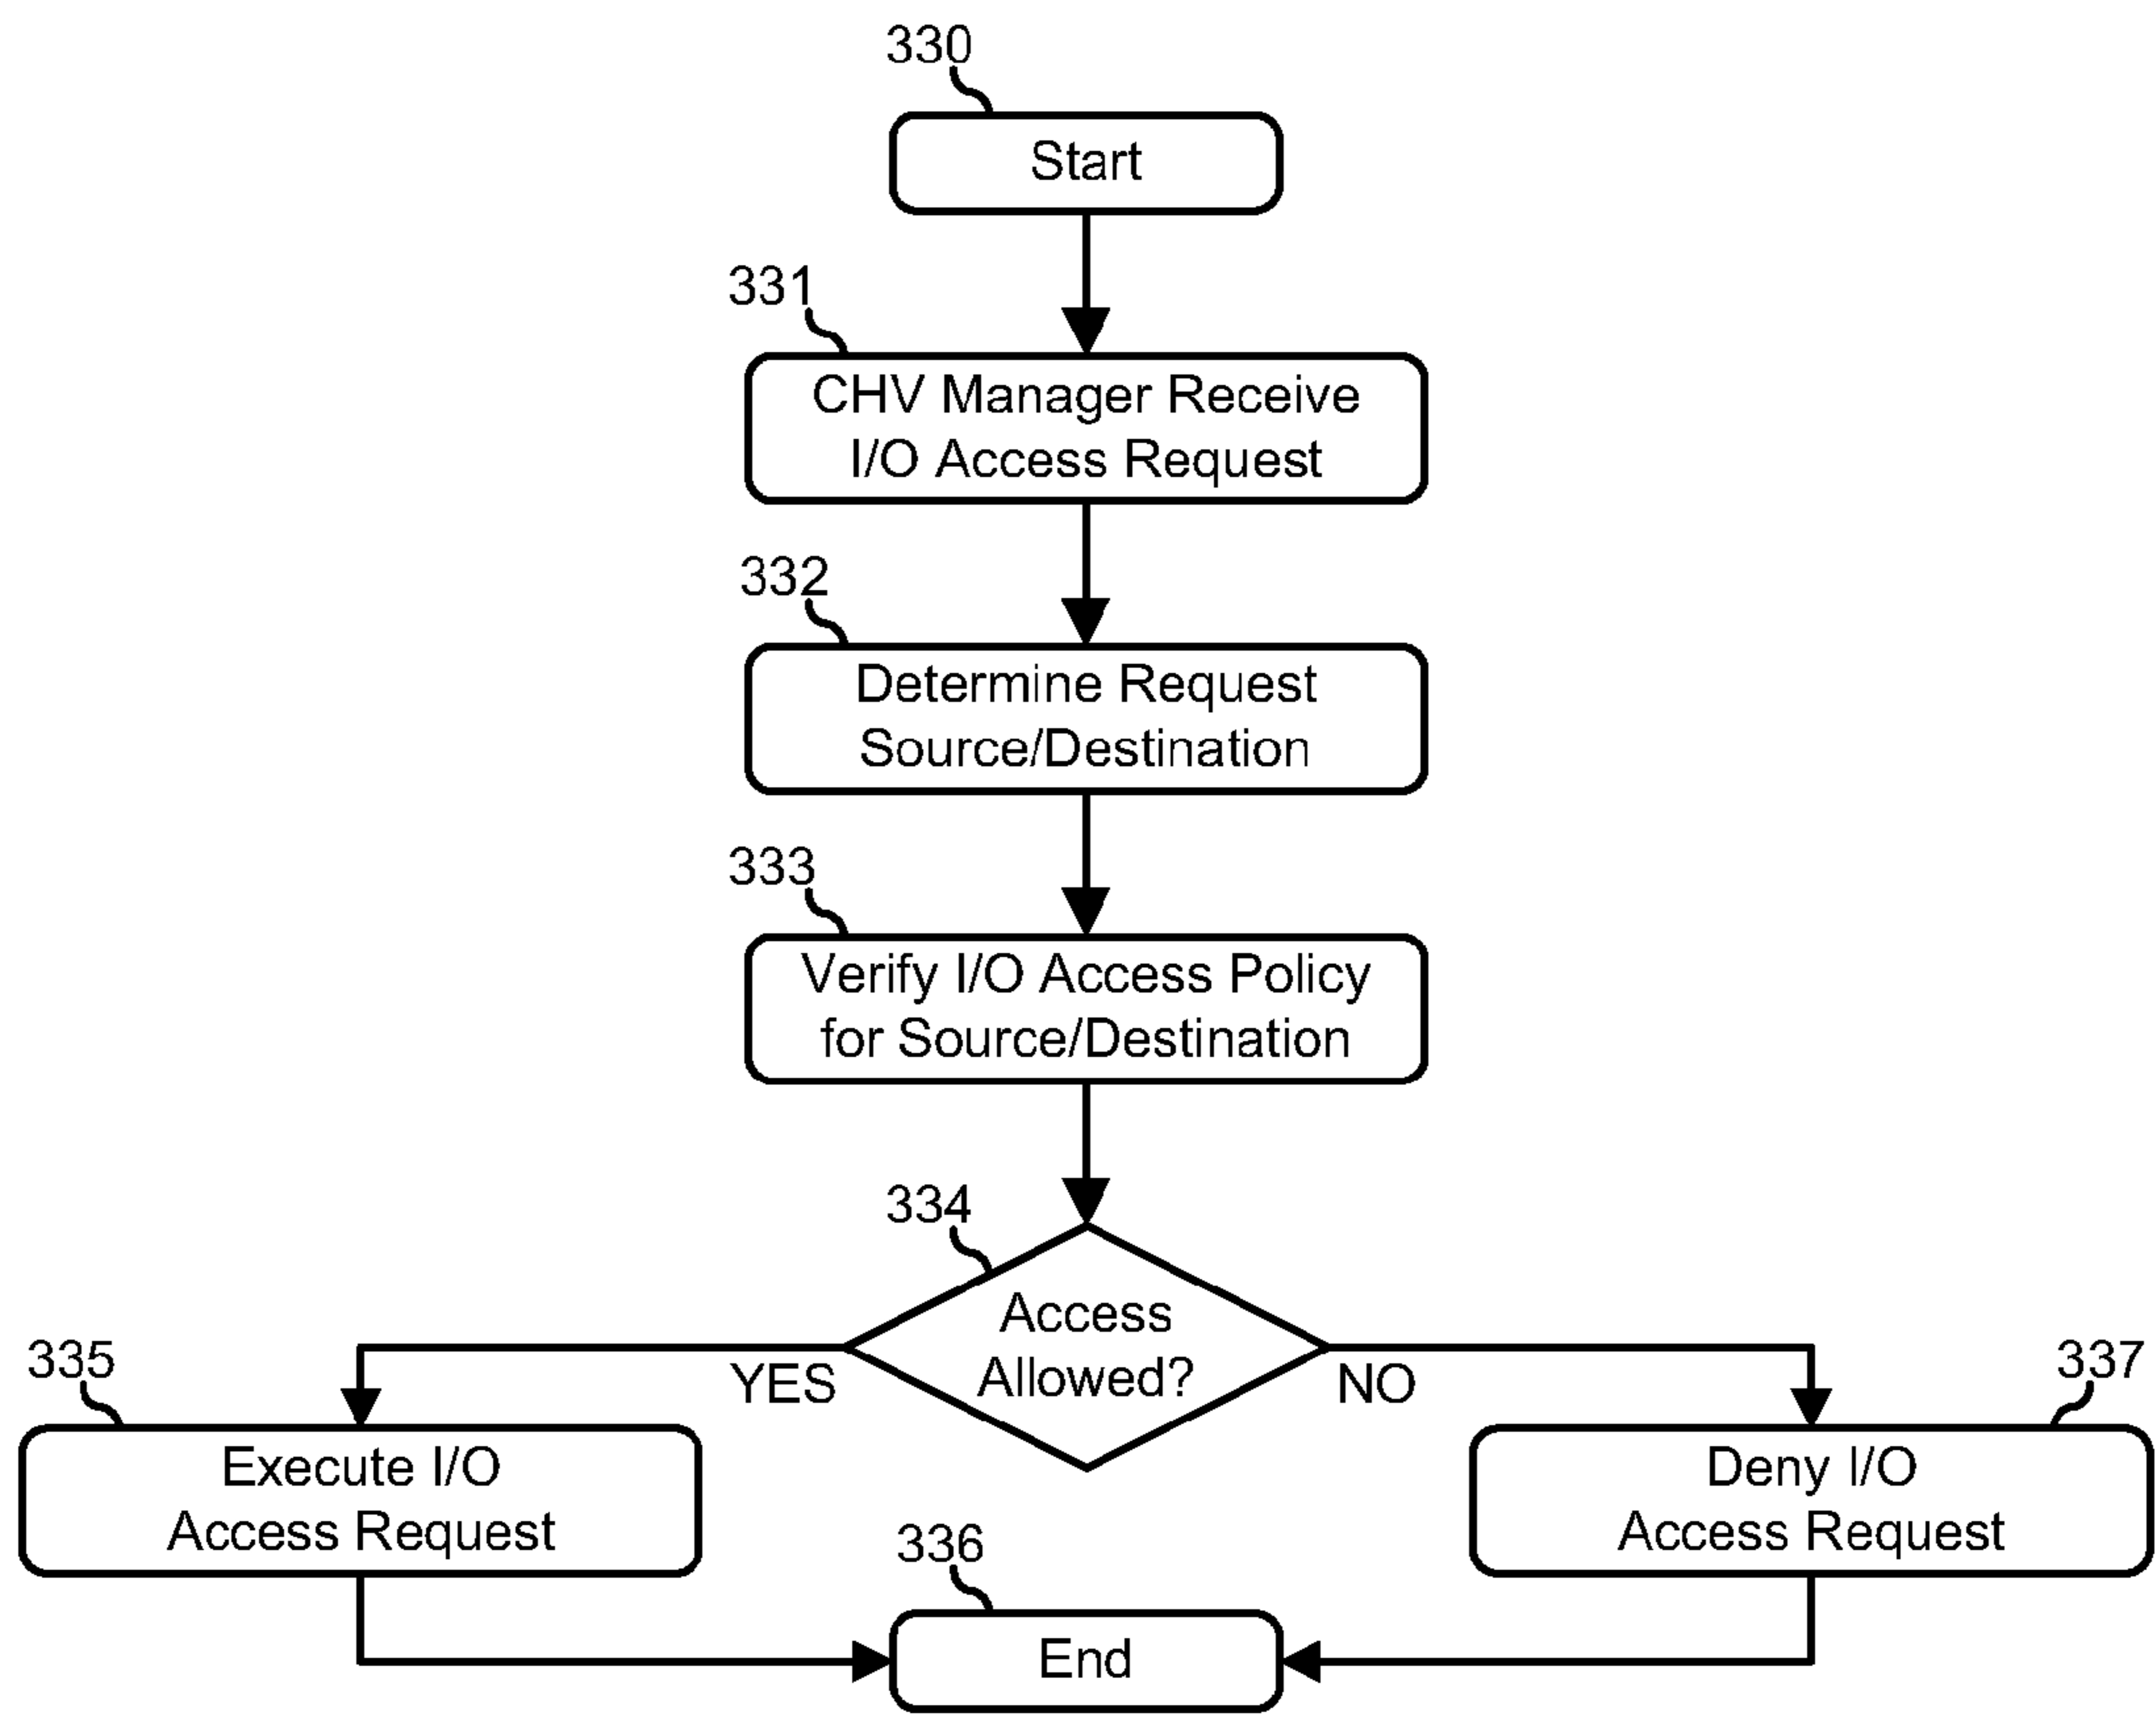 330
Start
331
CHV Manager Receive
I/O Access Request
332
Determine Request
Source/Destination
333
Verify I/O Access Policy
for Source/Destination
334
Access
Allowed?
YES
NO
335
Execute I/O
Access Request
337
Deny I/O
Access Request
336
End